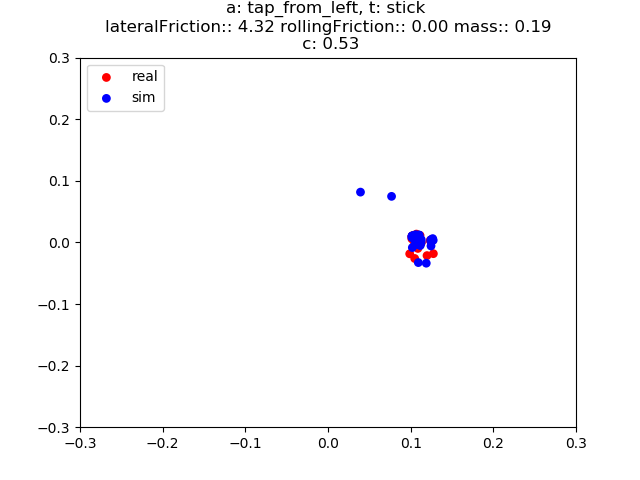 a: tap_from_left, t: stick
lateralFriction:: 4.32 rollingFriction:: 0.00 mass:: 0.19
c: 0.53
real
sim
0.3
0.2
0.1
0.0
−0.1
−0.2
−0.3
−0.3
−0.2
−0.1
0.0
0.1
0.2
0.3